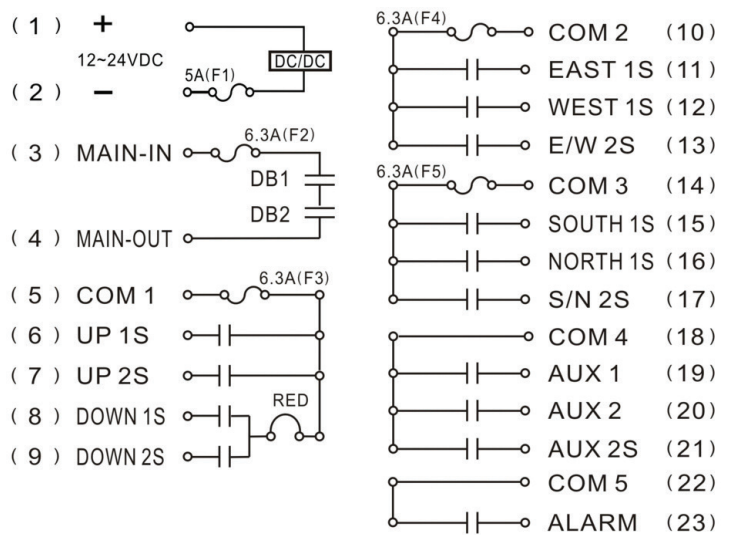 ( 1 ) +
12~24VDC
DC/DC
( 2 ) − 5A(F1)
6.3A(F2)
( 3 ) MAIN-IN
DB1
DB2
( 4 ) MAIN-OUT
6.3A(F3)
( 5 ) COM 1
( 6 ) UP 1S
( 7 ) UP 2S
RED
( 8 ) DOWN 1S
( 9 ) DOWN 2S
6.3A(F4)
COM 2 (10)
EAST 1S (11)
WEST 1S (12)
E/W 2S (13)
6.3A(F5)
COM 3 (14)
SOUTH 1S (15)
NORTH 1S (16)
S/N 2S (17)
COM 4 (18)
AUX 1 (19)
AUX 2 (20)
AUX 2S (21)
COM 5 (22)
ALARM (23)